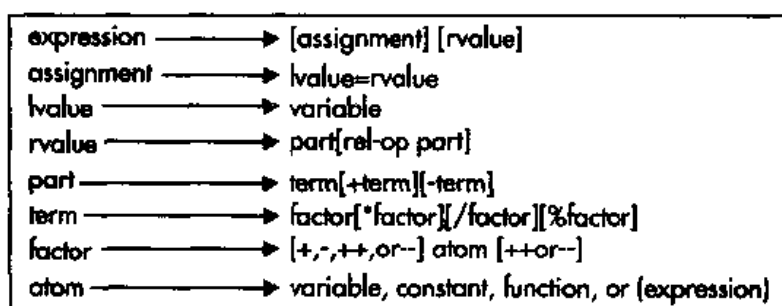 expression → [assignment] [rvalue]
assignment → lvalue=rvalue
lvalue → variable
rvalue → part[rel-op part]
part → term[+term][-term]
term → factor[*factor][/factor][%factor]
factor → [+,-,++,or--] atom [++or--]
atom → variable, constant, function, or (expression)